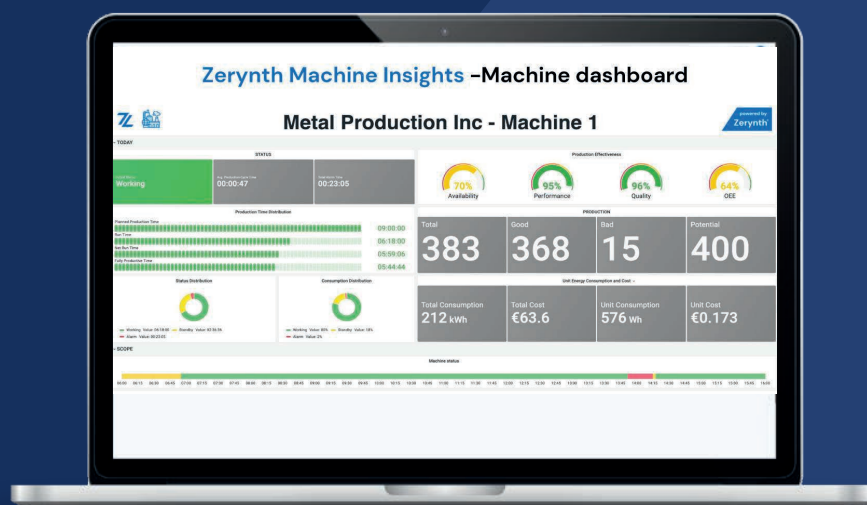 Zerynth Machine Insights -Machine dashboard
Metal Production Inc - Machine 1
powered by
Zerynth
- TODAY
STATUS
Working
00:00:47
00:23:05
Production Effectiveness
70%
Availability
95%
Performance
96%
Quality
64%
OEE
Production Time Distribution
Planned Production Time
09:00:00
Run Time
06:18:00
Net Run Time
05:59:06
Fully Productive Time
05:44:44
PRODUCTION
Total
383
Good
368
Bad
15
Potential
400
Status Distribution
Consumption Distribution
Unit Energy Consumption and Cost -
Total Consumption
212 kWh
Total Cost
€63.6
Unit Consumption
576 Wh
Unit Cost
€0.173
- SCOPE
Machine status